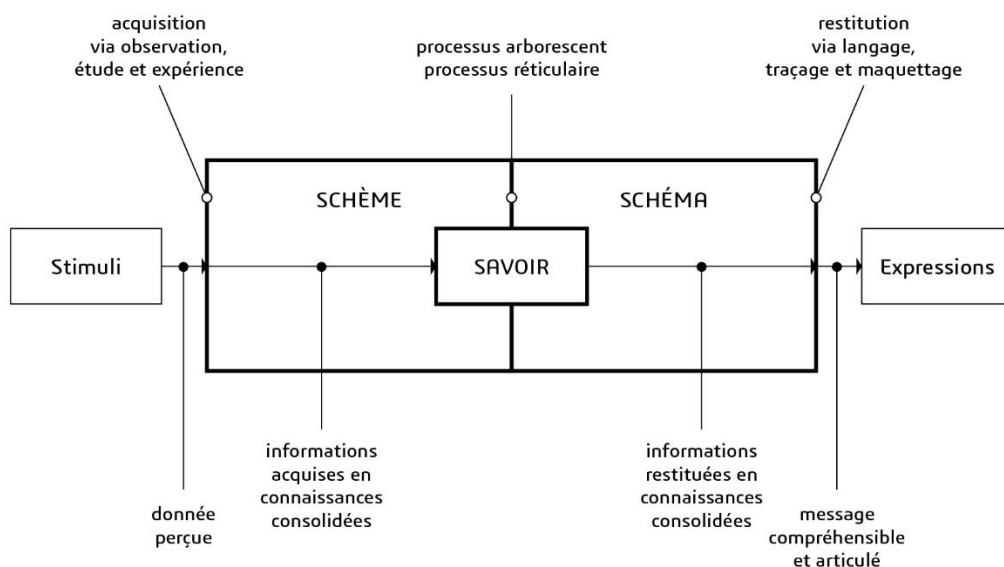 acquisition
via observation,
étude et expérience
processus arborescent
processus réticulaire
restitution
via langage,
traçage et maquettage
SCHÈME
SCHÉMA
Stimuli
SAVOIR
Expressions
informations
acquises en
connaissances
consolidées
informations
restituées en
connaissances
consolidées
donnée
perçue
message
compréhensible
et articulé